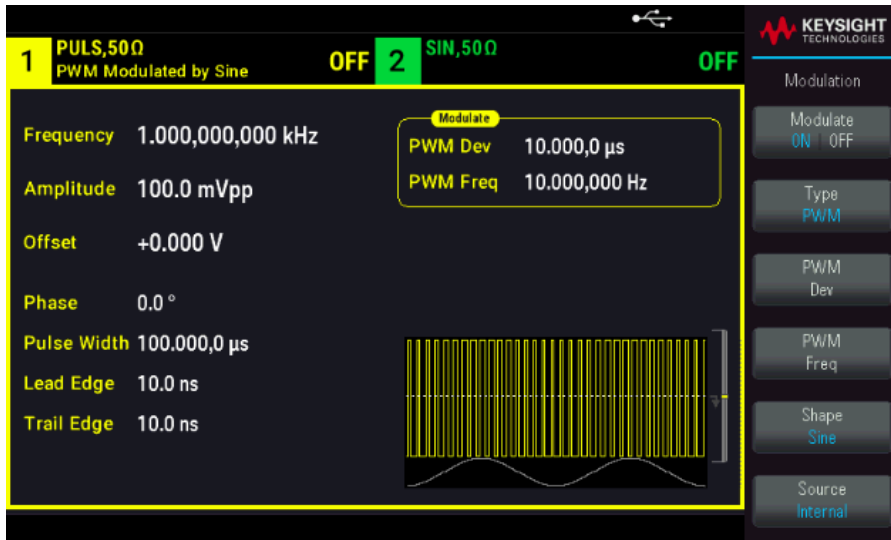 1
PULS,50Ω
PWM Modulated by Sine
OFF
2
SIN,50Ω
OFF
Frequency 1.000,000,000 kHz
Amplitude 100.0 mVpp
Offset +0.000 V
Phase 0.0 °
Pulse Width 100.000,0 µs
Lead Edge 10.0 ns
Trail Edge 10.0 ns
Modulate
PWM Dev 10.000,0 µs
PWM Freq 10.000,000 Hz
KEYSIGHT
TECHNOLOGIES
Modulation
Modulate
ON | OFF
Type
PWM
PWM
Dev
PWM
Freq
Shape
Sine
Source
Internal